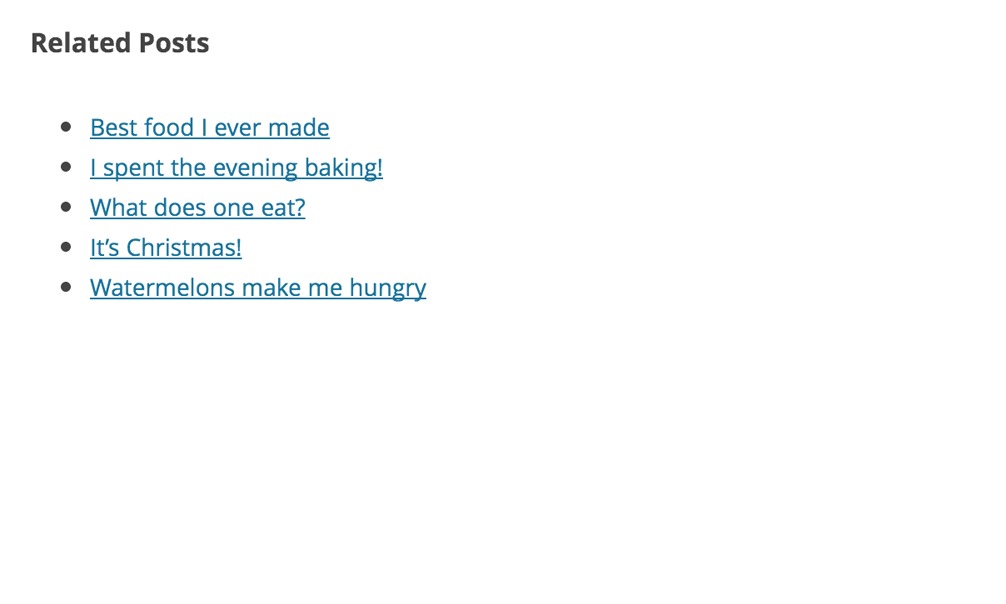 Related Posts
Best food I ever made
I spent the evening baking!
What does one eat?
It’s Christmas!
Watermelons make me hungry